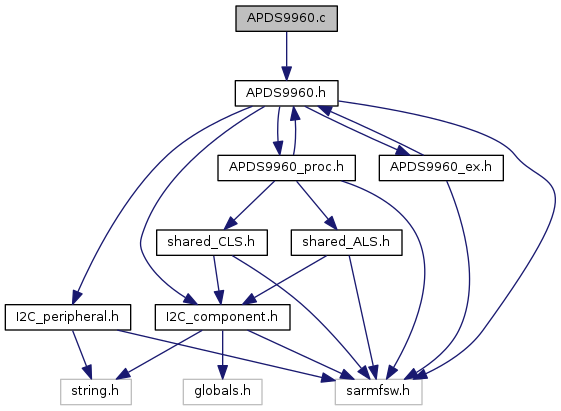 APDS9960.c
APDS9960.h
APDS9960_proc.h
APDS9960_ex.h
shared_CLS.h
shared_ALS.h
I2C_peripheral.h
I2C_component.h
string.h
globals.h
sarmfsw.h